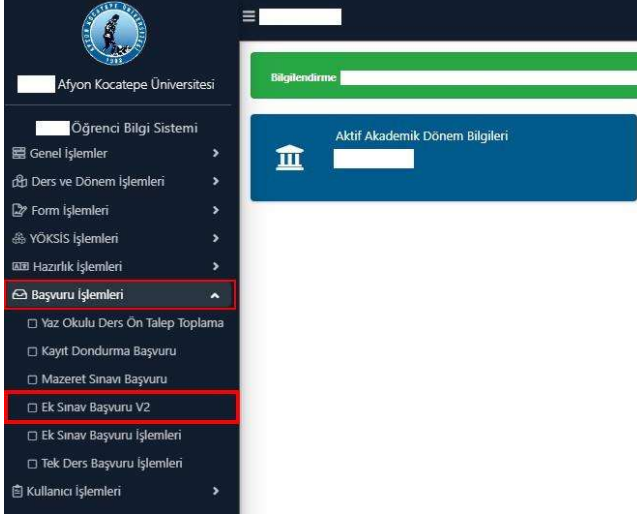 Afyon Kocatepe Üniversitesi
Öğrenci Bilgi Sistemi
Genel İşlemler
Ders ve Dönem İşlemleri
Form İşlemleri
YÖKSİS İşlemleri
Hazırlık İşlemleri
Başvuru İşlemleri
Yaz Okulu Ders Ön Talep Toplama
Kayıt Dondurma Başvuru
Mazeret Sınavı Başvuru
Ek Sınav Başvuru V2
Ek Sınav Başvuru İşlemleri
Tek Ders Başvuru İşlemleri
Kullanıcı İşlemleri
Bilgilendirme
Aktif Akademik Dönem Bilgileri